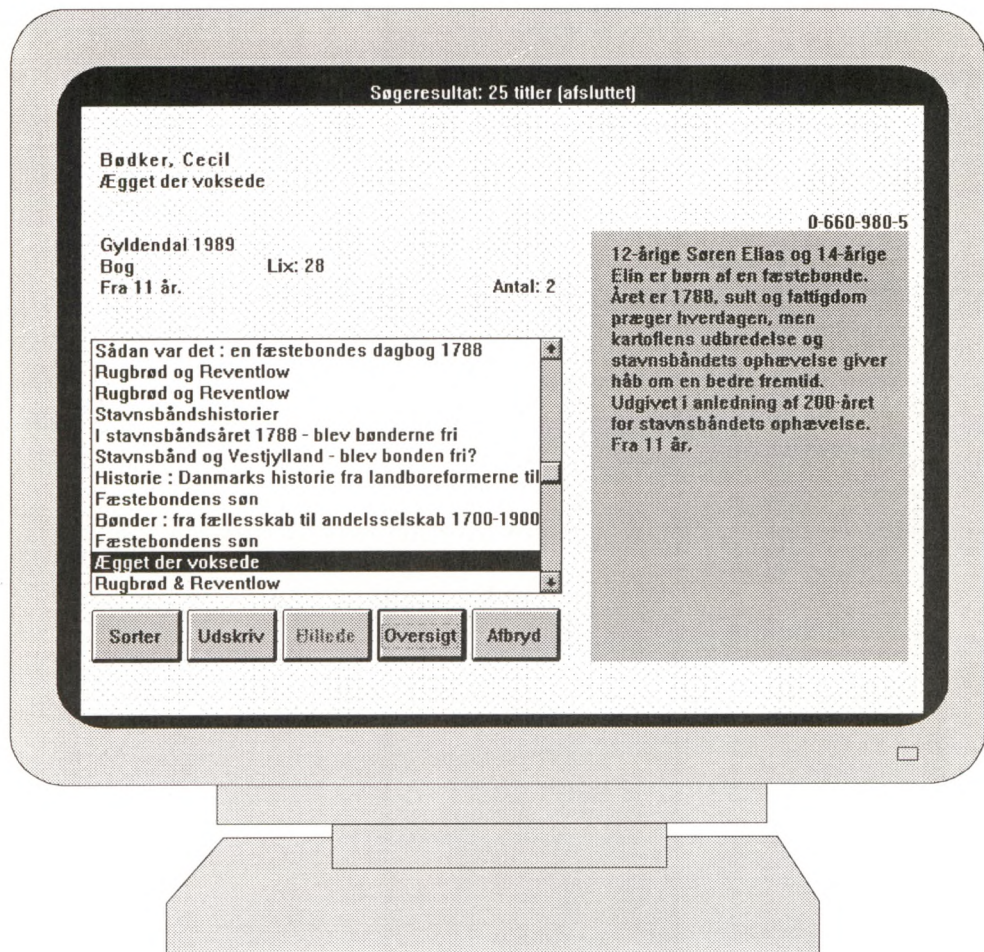 Søgeresultat: 25 titler (afsluttet)
Bødker, Cecil
Ægget der voksede
0-660-980-5
Gyldendal 1989
Bog Lix: 28
Fra 11 år. Antal: 2
12-årige Søren Elias og 14-årige
Elin er børn af en fæstebonde.
Året er 1788, sult og fattigdom
præger hverdagen, men
kartoflens udbredelse og
stavnsbåndets ophævelse giver
håb om en bedre fremtid.
Udgivet i anledning af 200-året
for stavnsbåndets ophævelse.
Fra 11 år.
Sådan var det : en fæstebondes dagbog 1788
Rugbrød og Reventlow
Rugbrød og Reventlow
Stavnsbåndshistorier
I stavnsbåndsåret 1788 - blev bønderne fri
Stavnsbånd og Vestjylland - blev bonden fri?
Historie : Danmarks historie fra landboreformerne til
Fæstebondens søn
Bønder : fra fællesskab til andelsselskab 1700-1900
Fæstebondens søn
Ægget der voksede
Rugbrød & Reventlow
Sorter Udskriv Billede Oversigt Afbryd